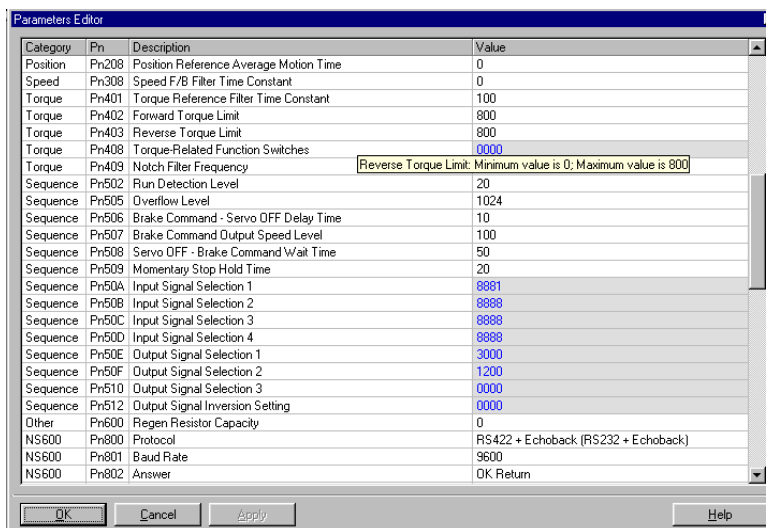 Parameters Editor
Category Pn Description Value
Position Pn208 Position Reference Average Motion Time 0
Speed Pn308 Speed F/B Filter Time Constant 0
Torque Pn401 Torque Reference Filter Time Constant 100
Torque Pn402 Forward Torque Limit 800
Torque Pn403 Reverse Torque Limit 800
Torque Pn408 Torque-Related Function Switches 0000
Torque Pn409 Notch Filter Frequency
Reverse Torque Limit: Minimum value is 0; Maximum value is 800
Sequence Pn502 Run Detection Level 20
Sequence Pn505 Overflow Level 1024
Sequence Pn506 Brake Command - Servo OFF Delay Time 10
Sequence Pn507 Brake Command Output Speed Level 100
Sequence Pn508 Servo OFF - Brake Command Wait Time 50
Sequence Pn509 Momentary Stop Hold Time 20
Sequence Pn50A Input Signal Selection 1 8881
Sequence Pn50B Input Signal Selection 2 8888
Sequence Pn50C Input Signal Selection 3 8888
Sequence Pn50D Input Signal Selection 4 8888
Sequence Pn50E Output Signal Selection 1 3000
Sequence Pn50F Output Signal Selection 2 1200
Sequence Pn510 Output Signal Selection 3 0000
Sequence Pn512 Output Signal Inversion Setting 0000
Other Pn600 Regen Resistor Capacity 0
NS600 Pn800 Protocol RS422 + Echoback (RS232 + Echoback)
NS600 Pn801 Baud Rate 9600
NS600 Pn802 Answer OK Return
OK Cancel Apply Help